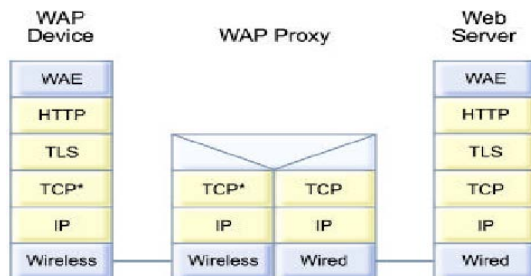 WAP
Device
WAP Proxy
Web
Server
WAE
HTTP
TLS
TCP*
IP
Wireless
TCP* TCP
IP IP
Wireless Wired
WAE
HTTP
TLS
TCP
IP
Wired